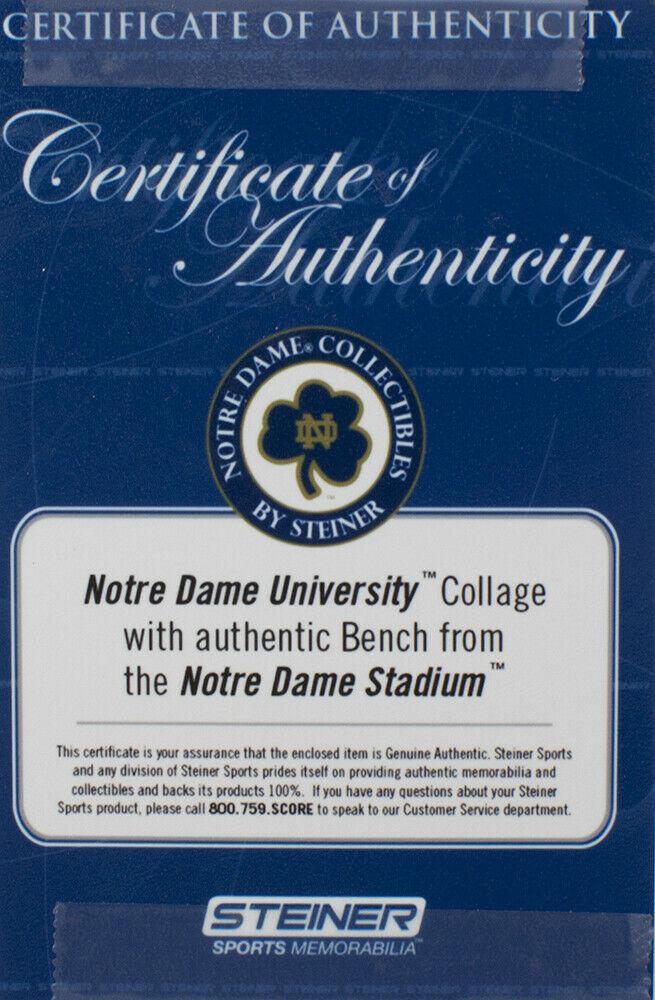 CERTIFICATE OF AUTHENTICITY
Certificate of
Authenticity
NOTRE DAME® COLLECTIBLES
ND
™
BY STEINER
Notre Dame University™ Collage
with authentic Bench from
the Notre Dame Stadium™
This certificate is your assurance that the enclosed item is Genuine Authentic. Steiner Sports
and any division of Steiner Sports prides itself on providing authentic memorabilia and
collectibles and backs its products 100%. If you have any questions about your Steiner
Sports product, please call 800.759.SCORE to speak to our Customer Service department.
STEINER
SPORTS MEMORABILIA™